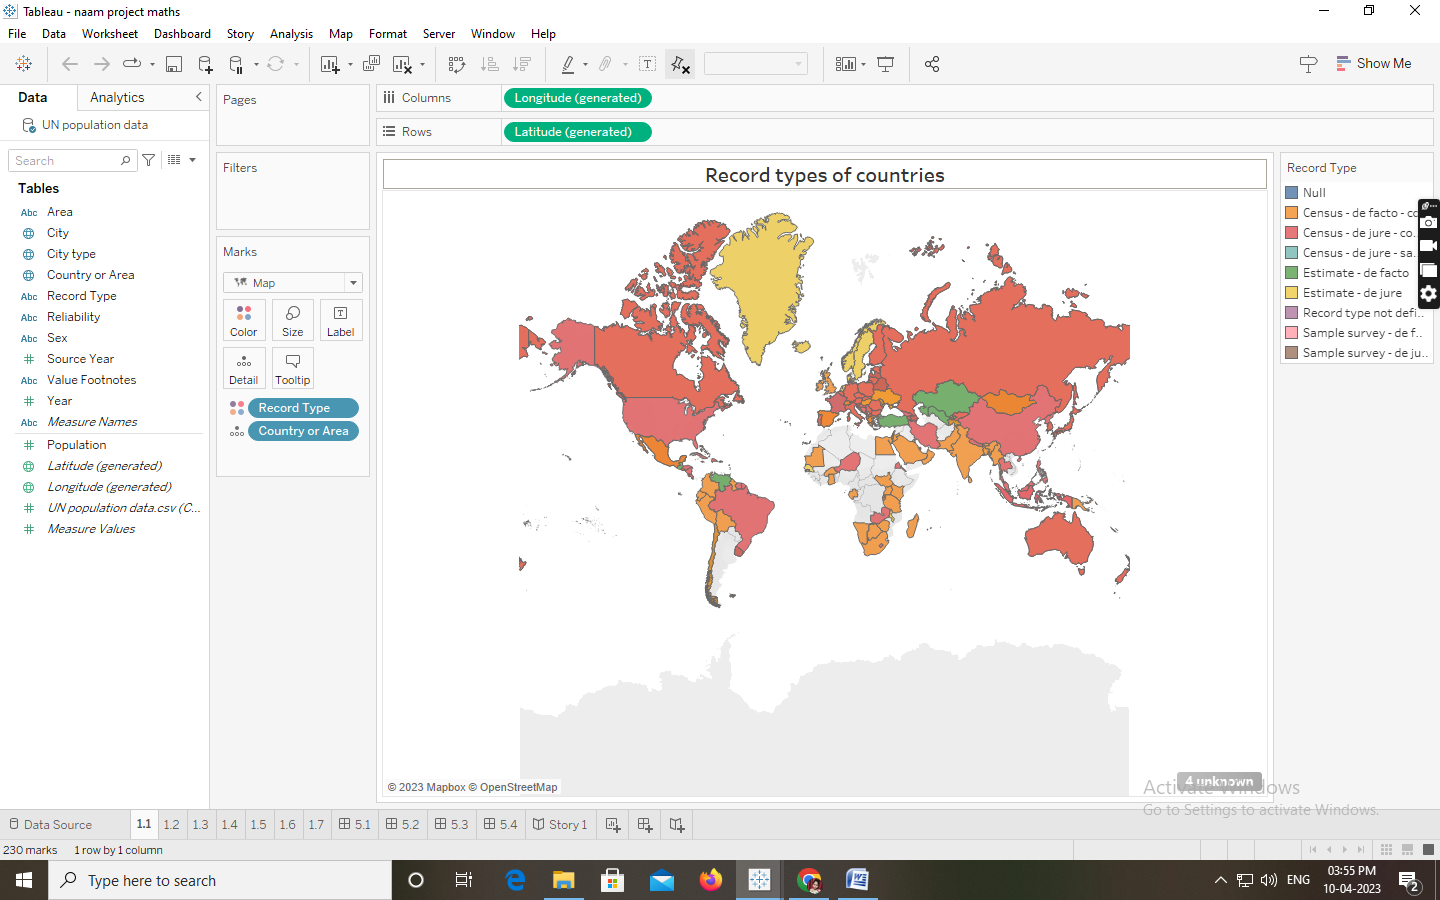 Tableau - naam project maths
File Data Worksheet Dashboard Story Analysis Map Format Server Window Help
Show Me
Data Analytics
UN population data
Search
Tables
Abc Area
City
City type
Country or Area
Abc Record Type
Abc Reliability
Abc Sex
Source Year
Abc Value Footnotes
Year
Abc Measure Names
Population
Latitude (generated)
Longitude (generated)
UN population data.csv (C...
Measure Values
Pages
Filters
Marks
Map
Color Size Label
Detail Tooltip
Record Type
Country or Area
Columns Longitude (generated)
Rows Latitude (generated)
Record types of countries
© 2023 Mapbox © OpenStreetMap
4 unknown
Record Type
Null
Census - de facto - co
Census - de jure - co..
Census - de jure - sa..
Estimate - de facto
Estimate - de jure
Record type not defi..
Sample survey - de f..
Sample survey - de ju..
Activate Windows
Go to Settings to activate Windows.
Data Source 1.1 1.2 1.3 1.4 1.5 1.6 1.7 5.1 5.2 5.3 5.4 Story 1
230 marks 1 row by 1 column
Type here to search
ENG
03:55 PM
10-04-2023
2